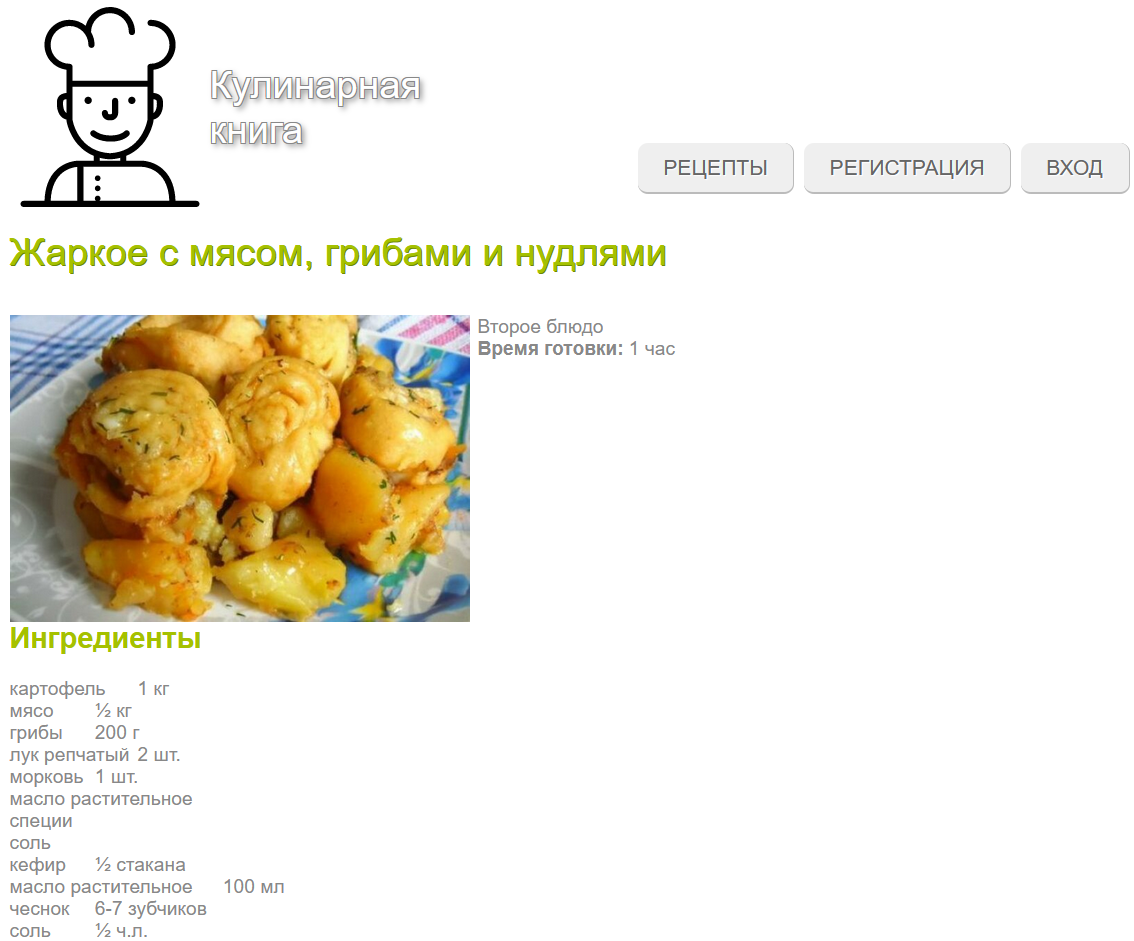 Кулинарная
книга
РЕЦЕПТЫ РЕГИСТРАЦИЯ ВХОД
Жаркое с мясом, грибами и нудлями
Второе блюдо
Время готовки: 1 час
Ингредиенты
картофель 1 кг
мясо ½ кг
грибы 200 г
лук репчатый 2 шт.
морковь 1 шт.
масло растительное
специи
соль
кефир ½ стакана
масло растительное 100 мл
чеснок 6-7 зубчиков
соль ½ ч.л.